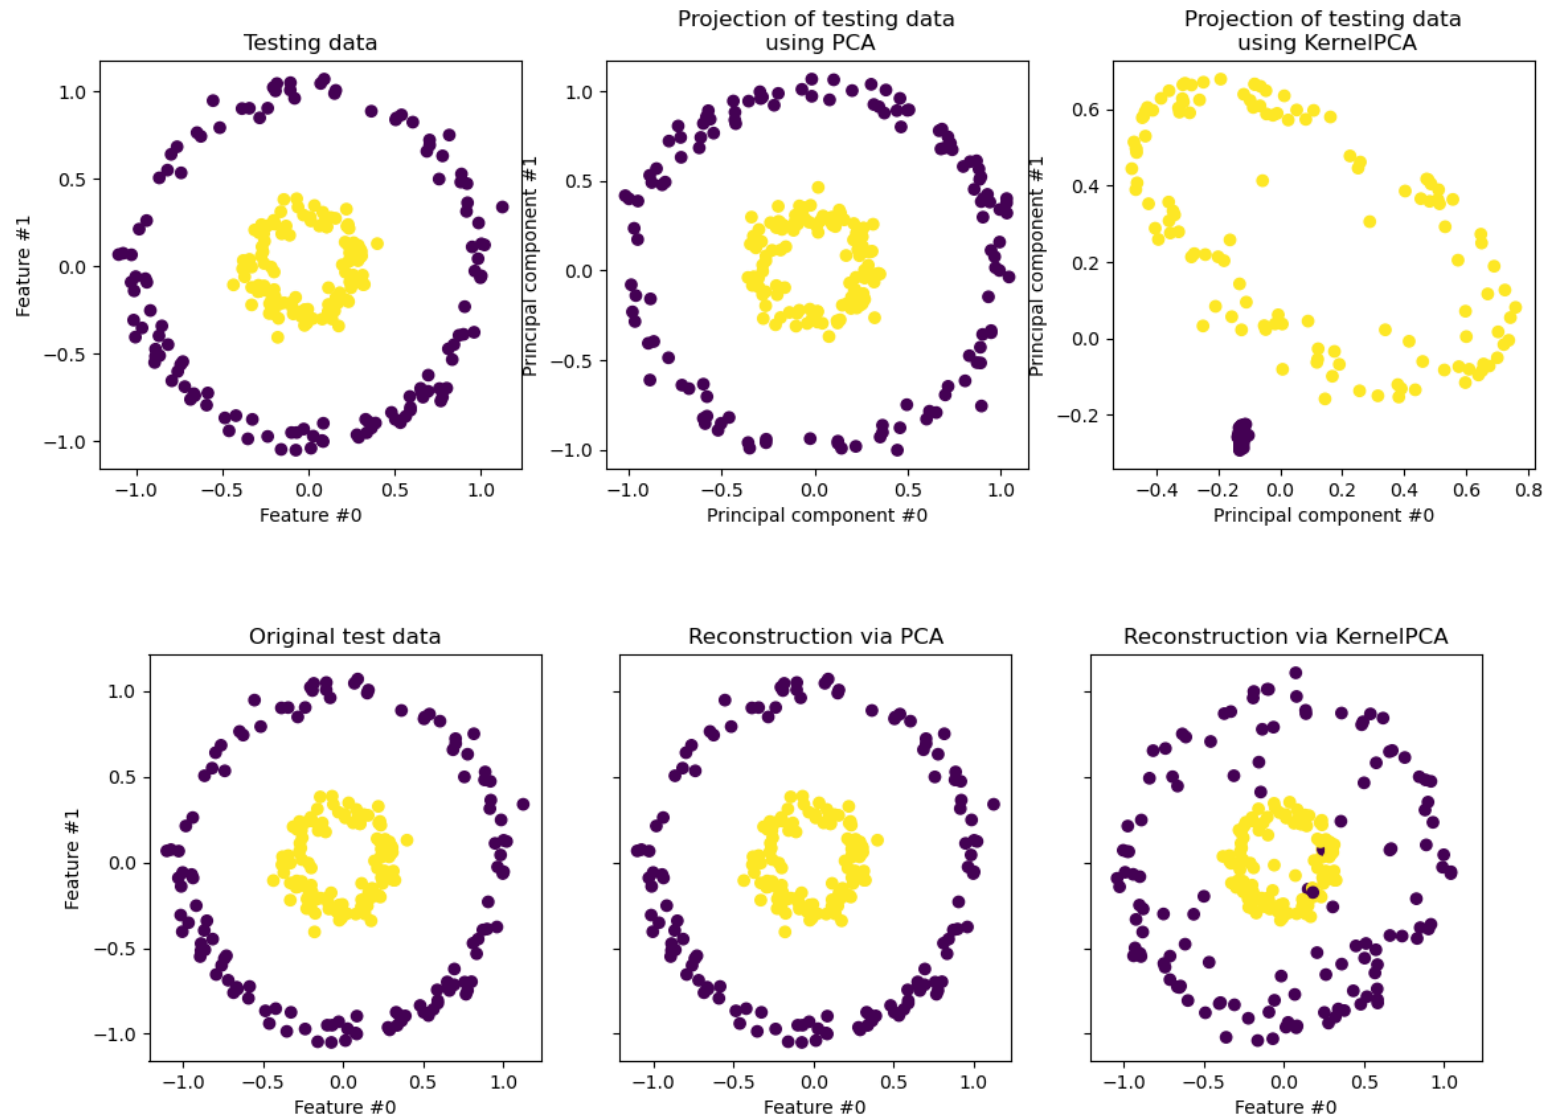 Testing data
Projection of testing data
using PCA
Projection of testing data
using KernelPCA
Feature #1
1.0
0.5
0.0
−0.5
−1.0
−1.0
−0.5
0.0
0.5
1.0
Feature #0
Principal component #1
1.0
0.5
0.0
−0.5
−1.0
−1.0
−0.5
0.0
0.5
1.0
Principal component #0
Principal component #1
0.6
0.4
0.2
0.0
−0.2
−0.4
−0.2
0.0
0.2
0.4
0.6
0.8
Principal component #0
Original test data
Reconstruction via PCA
Reconstruction via KernelPCA
Feature #1
1.0
0.5
0.0
−0.5
−1.0
−1.0
−0.5
0.0
0.5
1.0
Feature #0
−1.0
−0.5
0.0
0.5
1.0
Feature #0
−1.0
−0.5
0.0
0.5
1.0
Feature #0